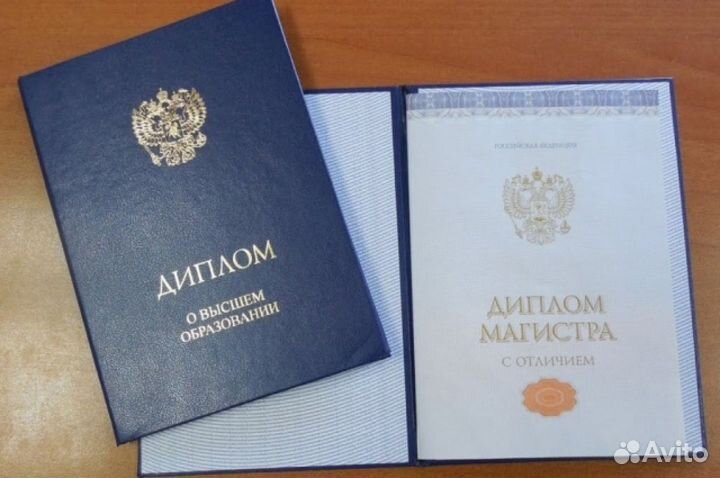 ДИПЛОМ
О ВЫСШЕМ
ОБРАЗОВАНИИ
РОССИЙСКАЯ ФЕДЕРАЦИЯ
ДИПЛОМ
МАГИСТРА
С ОТЛИЧИЕМ
Avito